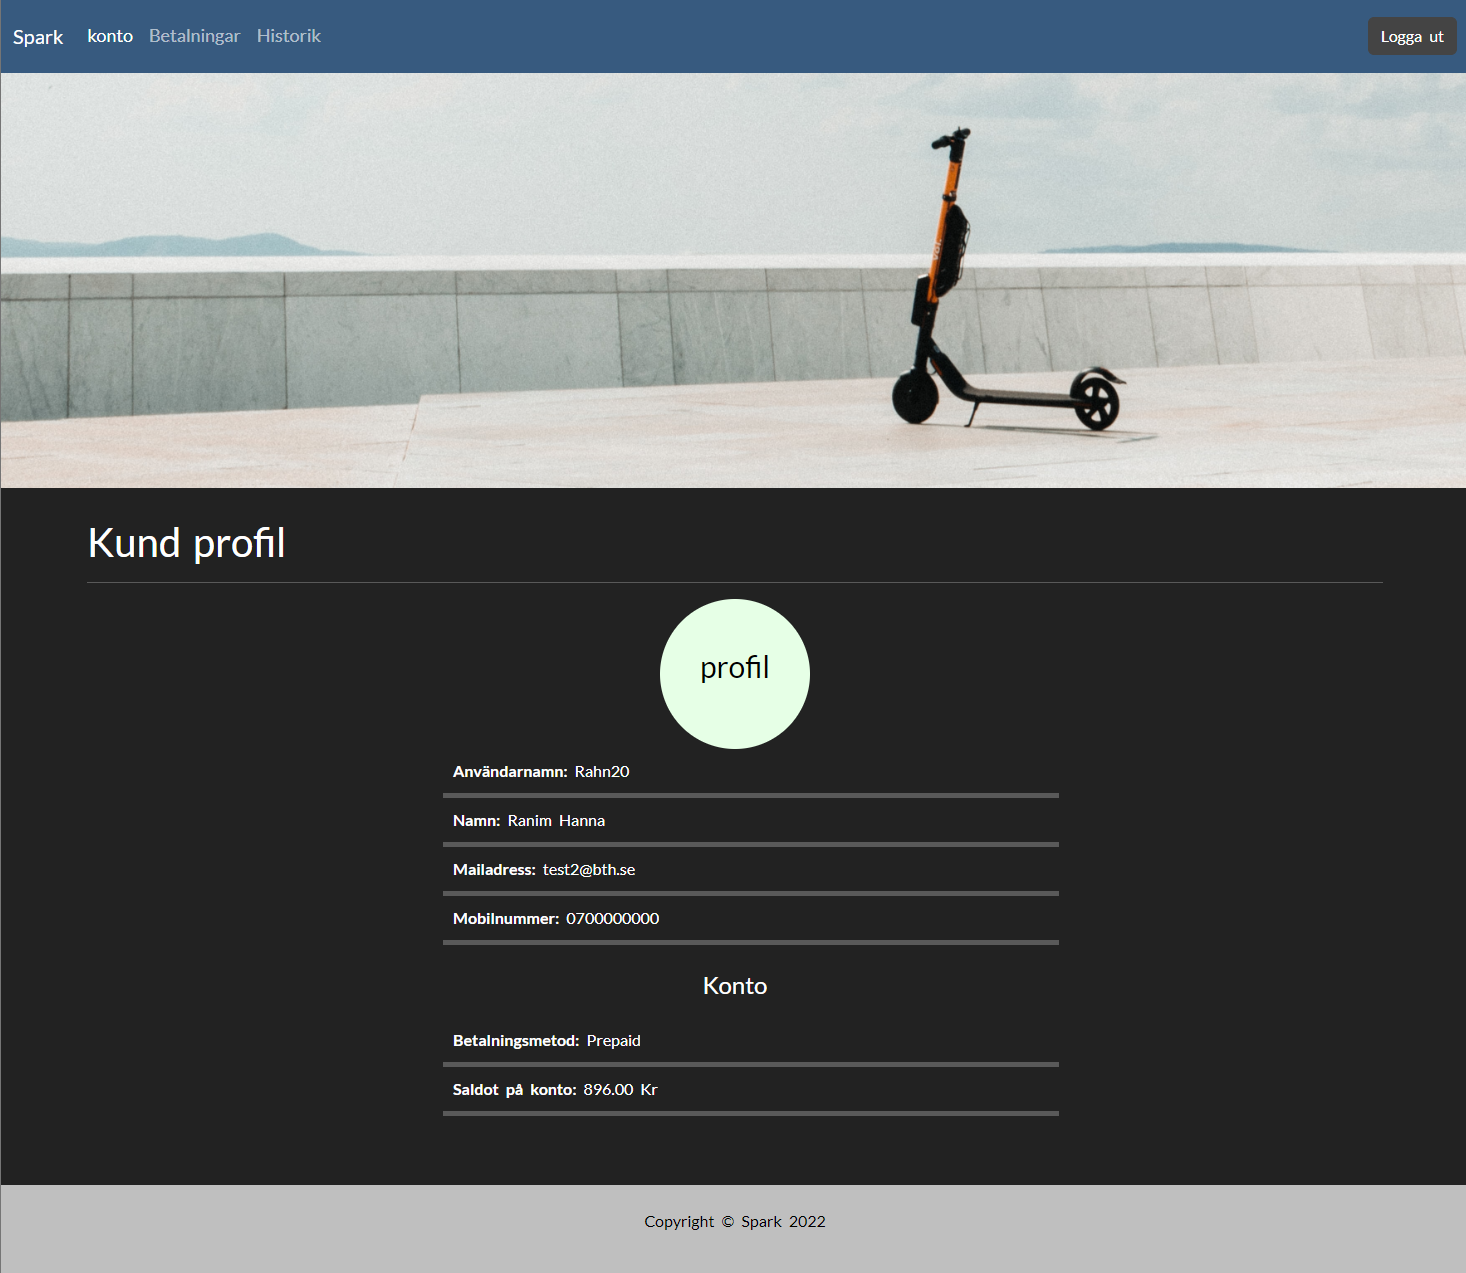 Spark konto Betalningar Historik Logga ut
Kund profil
profil
Användarnamn: Rahn20
Namn: Ranim Hanna
Mailadress: test2@bth.se
Mobilnummer: 0700000000
Konto
Betalningsmetod: Prepaid
Saldot på konto: 896.00 Kr
Copyright © Spark 2022